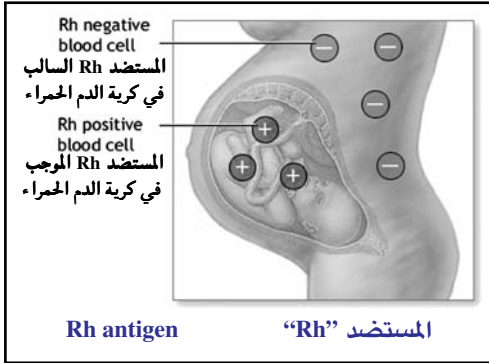 Rh negative
blood cell
المستضد Rh السالب
في كرية الدم الحمراء
Rh positive
blood cell
المستضد Rh الموجب
في كرية الدم الحمراء
Rh antigen المستضد “Rh”